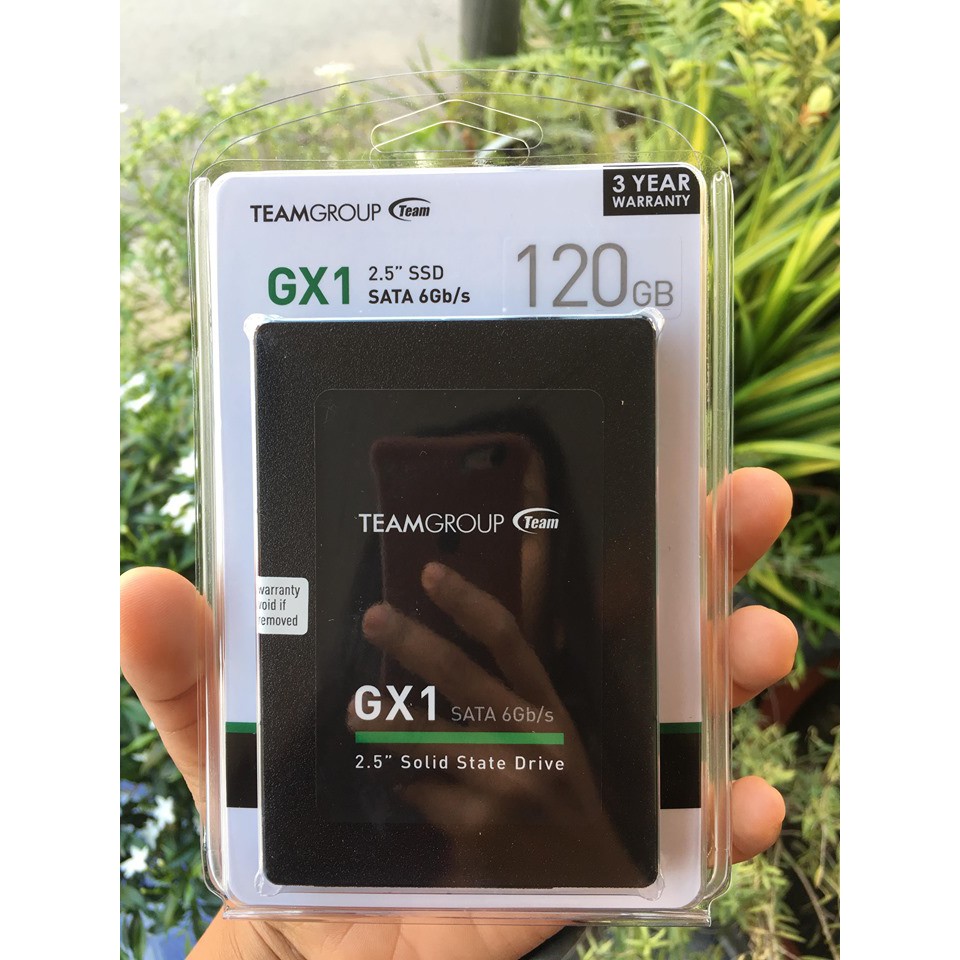 3 YEAR
WARRANTY
TEAMGROUP Team
GX1
2.5” SSD
SATA 6Gb/s
120GB
TEAMGROUP Team
warranty
void if
removed
GX1 SATA 6Gb/s
2.5” Solid State Drive